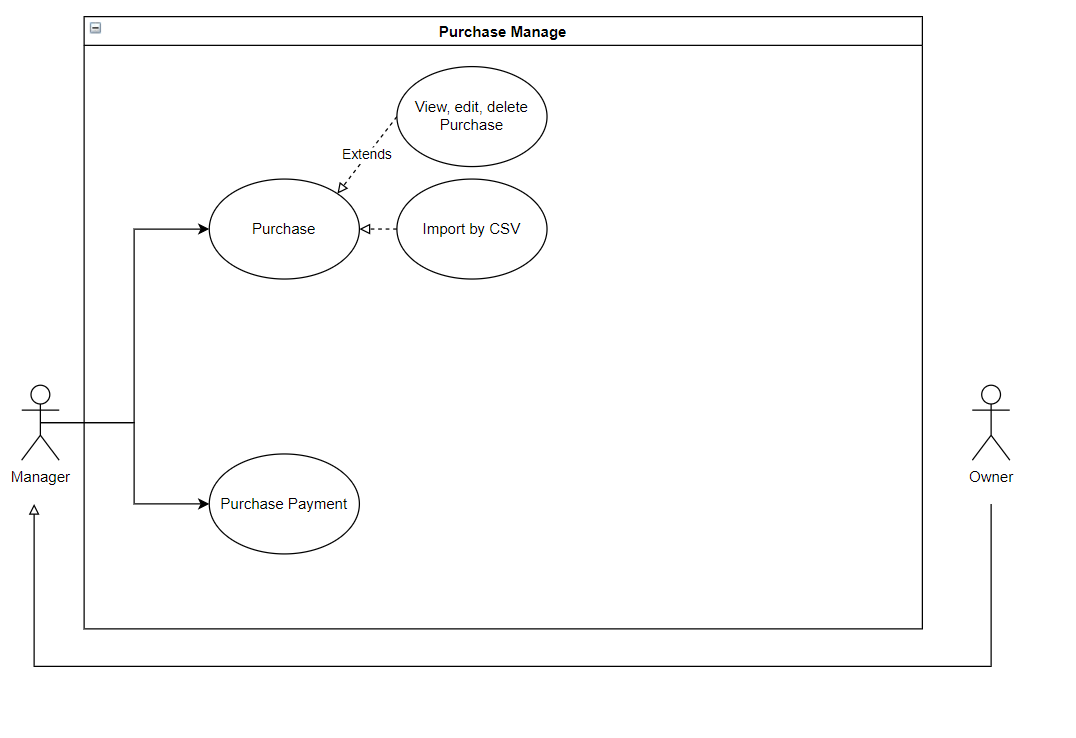 Purchase Manage
View, edit, delete
Purchase
Extends
Purchase
Import by CSV
Manager
Owner
Purchase Payment